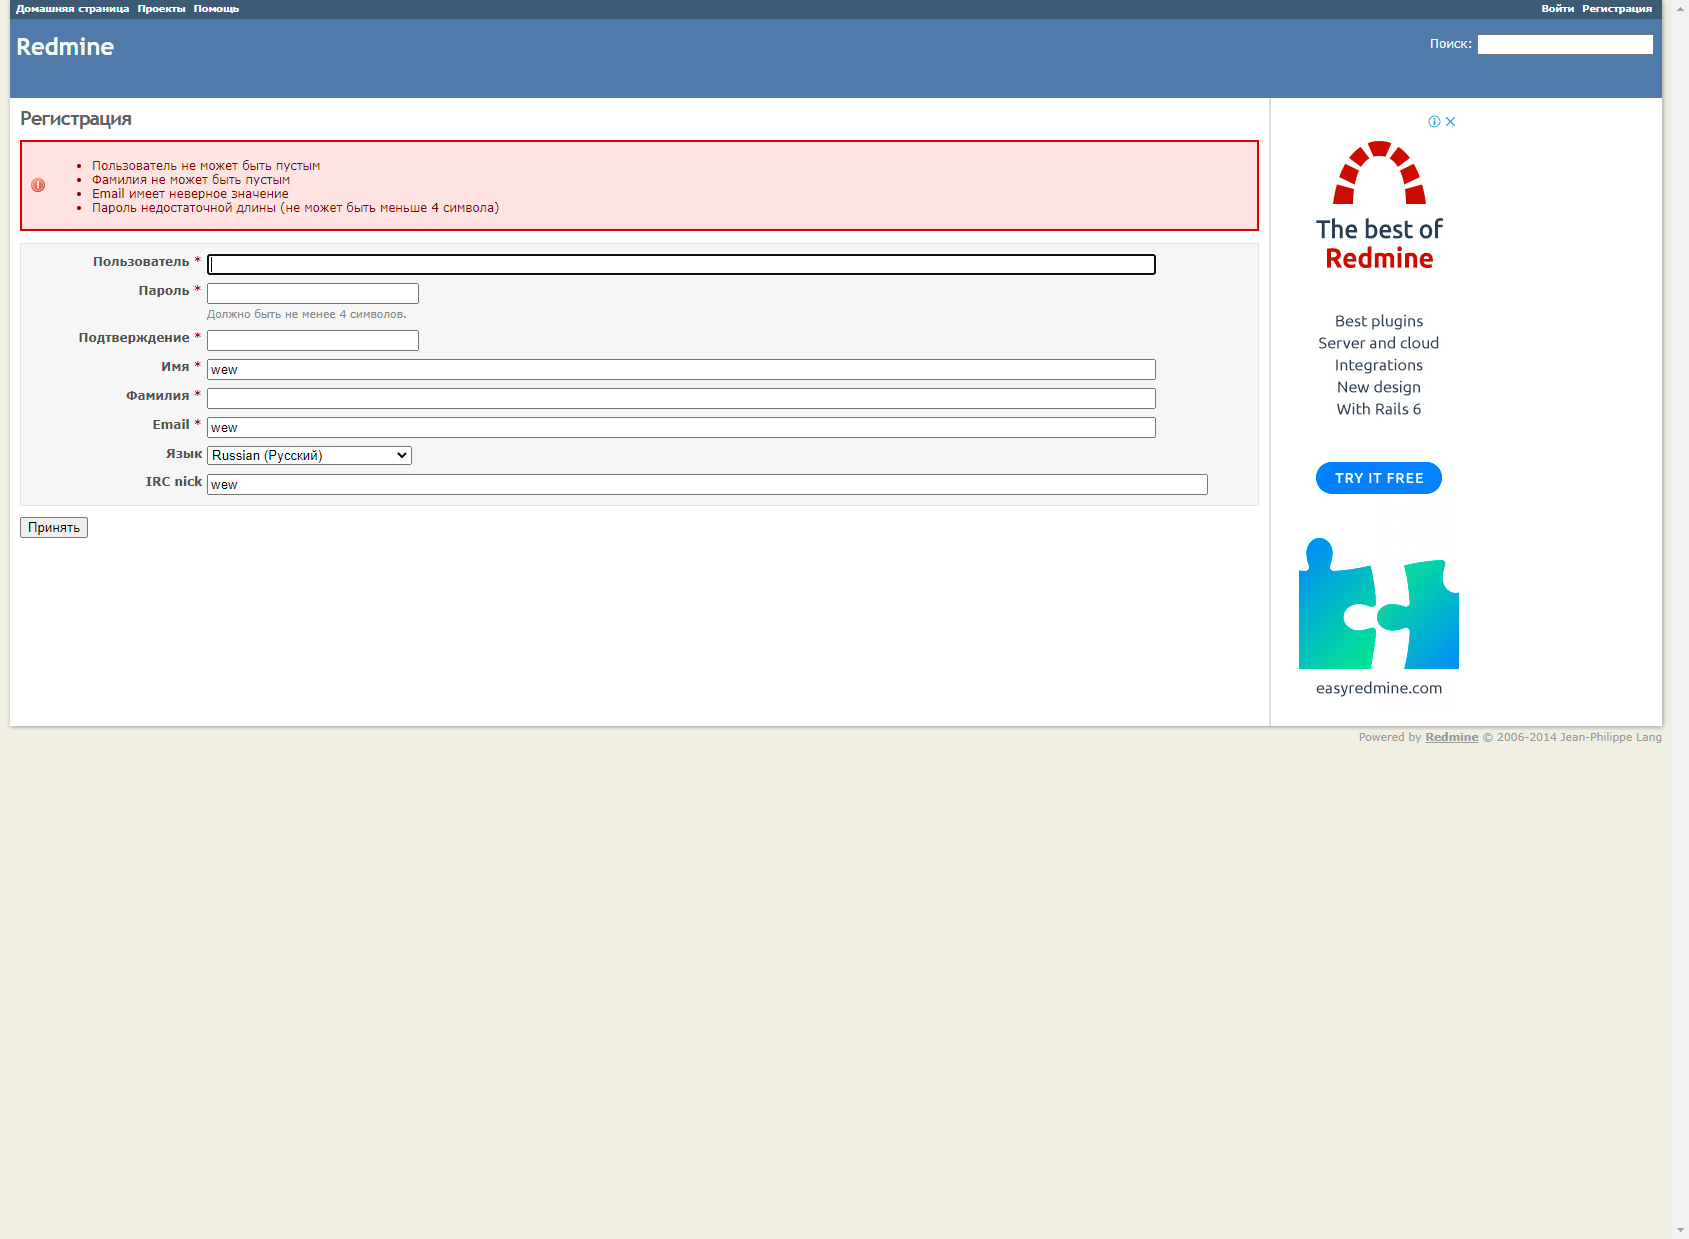 Домашняя страница Проекты Помощь
Войти Регистрация
Redmine
Поиск:
Регистрация
Пользователь не может быть пустым
Фамилия не может быть пустым
Email имеет неверное значение
Пароль недостаточной длины (не может быть меньше 4 символа)
Пользователь *
Пароль *
Должно быть не менее 4 символов.
Подтверждение *
Имя * wew
Фамилия *
Email * wew
Язык Russian (Русский)
IRC nick wew
Принять
The best of
Redmine
Best plugins
Server and cloud
Integrations
New design
With Rails 6
TRY IT FREE
easyredmine.com
Powered by Redmine © 2006-2014 Jean-Philippe Lang